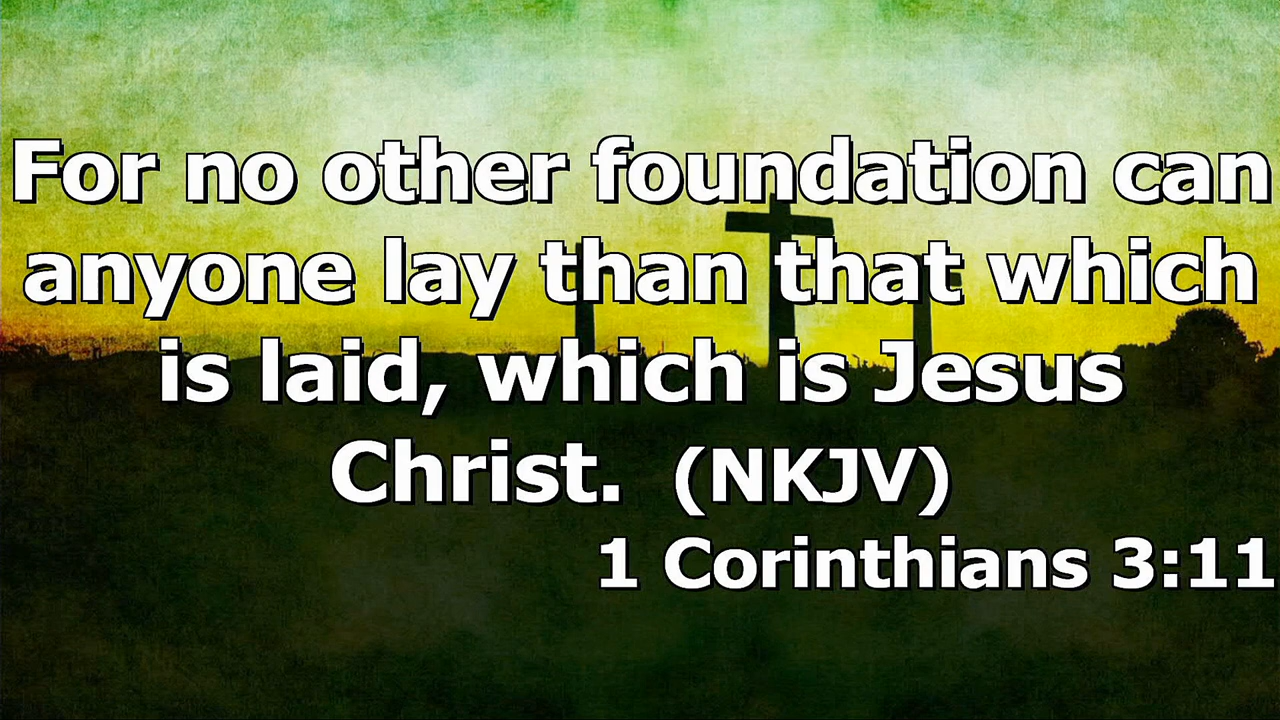 For no other foundation can
anyone lay than that which
is laid, which is Jesus
Christ. (NKJV)
1 Corinthians 3:11